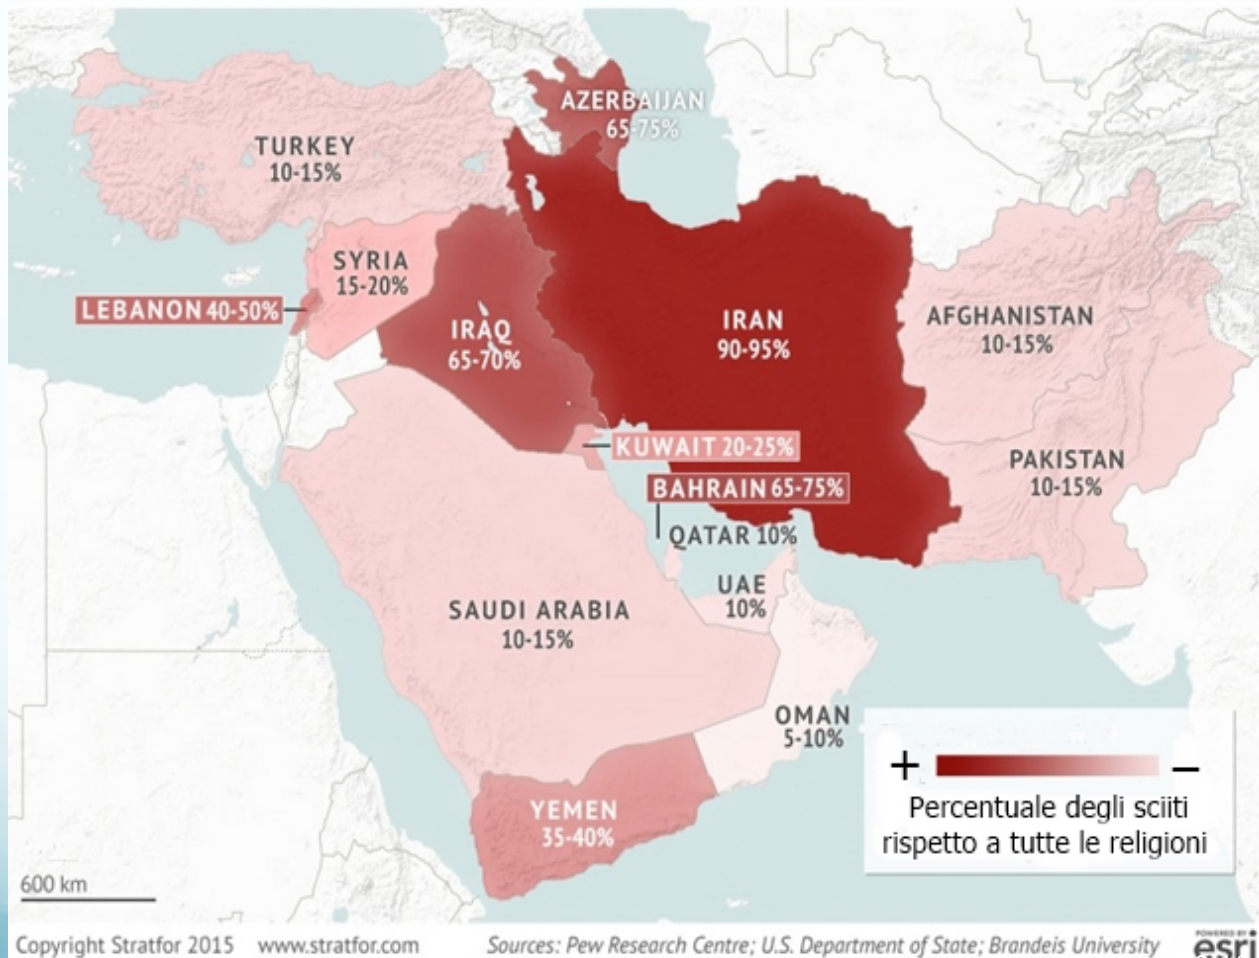 AZERBAIJAN
65-75%
TURKEY
10-15%
SYRIA
15-20%
LEBANON 40-50%
IRAQ
65-70%
IRAN
90-95%
AFGHANISTAN
10-15%
KUWAIT 20-25%
PAKISTAN
10-15%
BAHRAIN 65-75%
QATAR 10%
UAE
10%
SAUDI ARABIA
10-15%
OMAN
5-10%
YEMEN
35-40%
+ −
Percentuale degli sciiti
rispetto a tutte le religioni
600 km
Copyright Stratfor 2015 www.stratfor.com Sources: Pew Research Centre; U.S. Department of State; Brandeis University
POWERED BY
esri